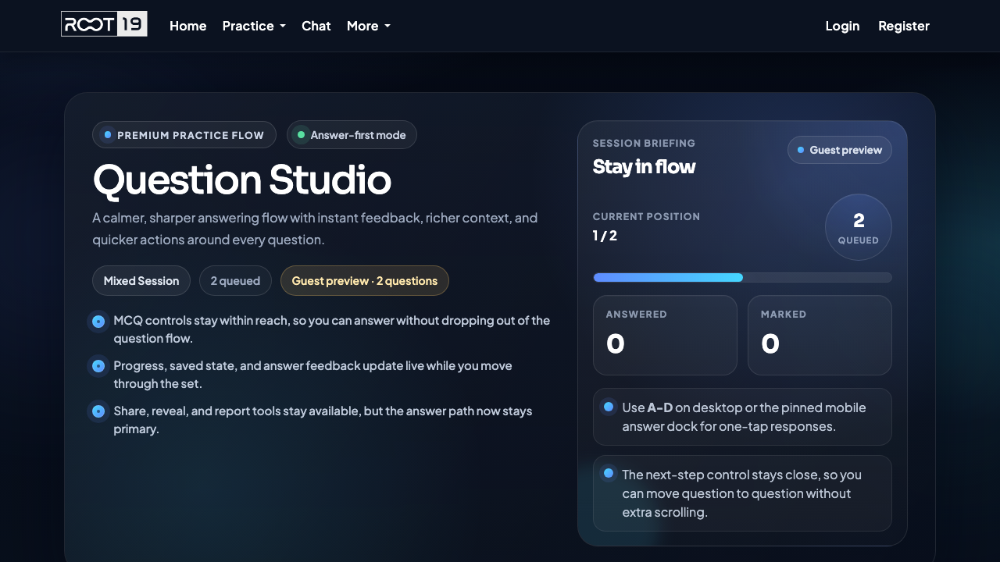 ROOT 19
Home
Practice
Chat
More
Login
Register
PREMIUM PRACTICE FLOW
Answer-first mode
Question Studio
A calmer, sharper answering flow with instant feedback, richer context, and
quicker actions around every question.
Mixed Session
2 queued
Guest preview · 2 questions
MCQ controls stay within reach, so you can answer without dropping out of the
question flow.
Progress, saved state, and answer feedback update live while you move
through the set.
Share, reveal, and report tools stay available, but the answer path now stays
primary.
SESSION BRIEFING
Stay in flow
Guest preview
CURRENT POSITION
1 / 2
2
QUEUED
ANSWERED
0
MARKED
0
Use A–D on desktop or the pinned mobile
answer dock for one-tap responses.
The next-step control stays close, so you
can move question to question without
extra scrolling.